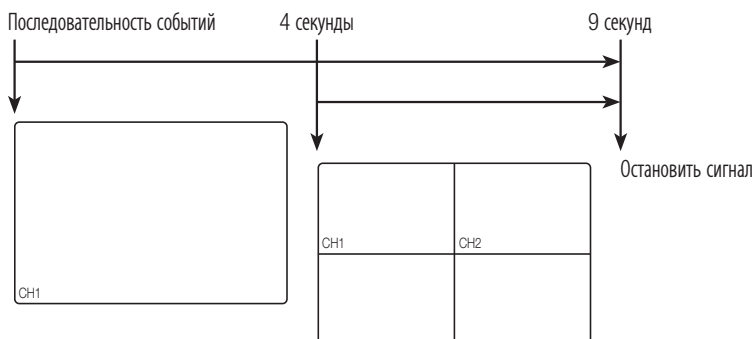 Последовательность событий
4 секунды
9 секунд
Остановить сигнал
CH1
CH2
CH1